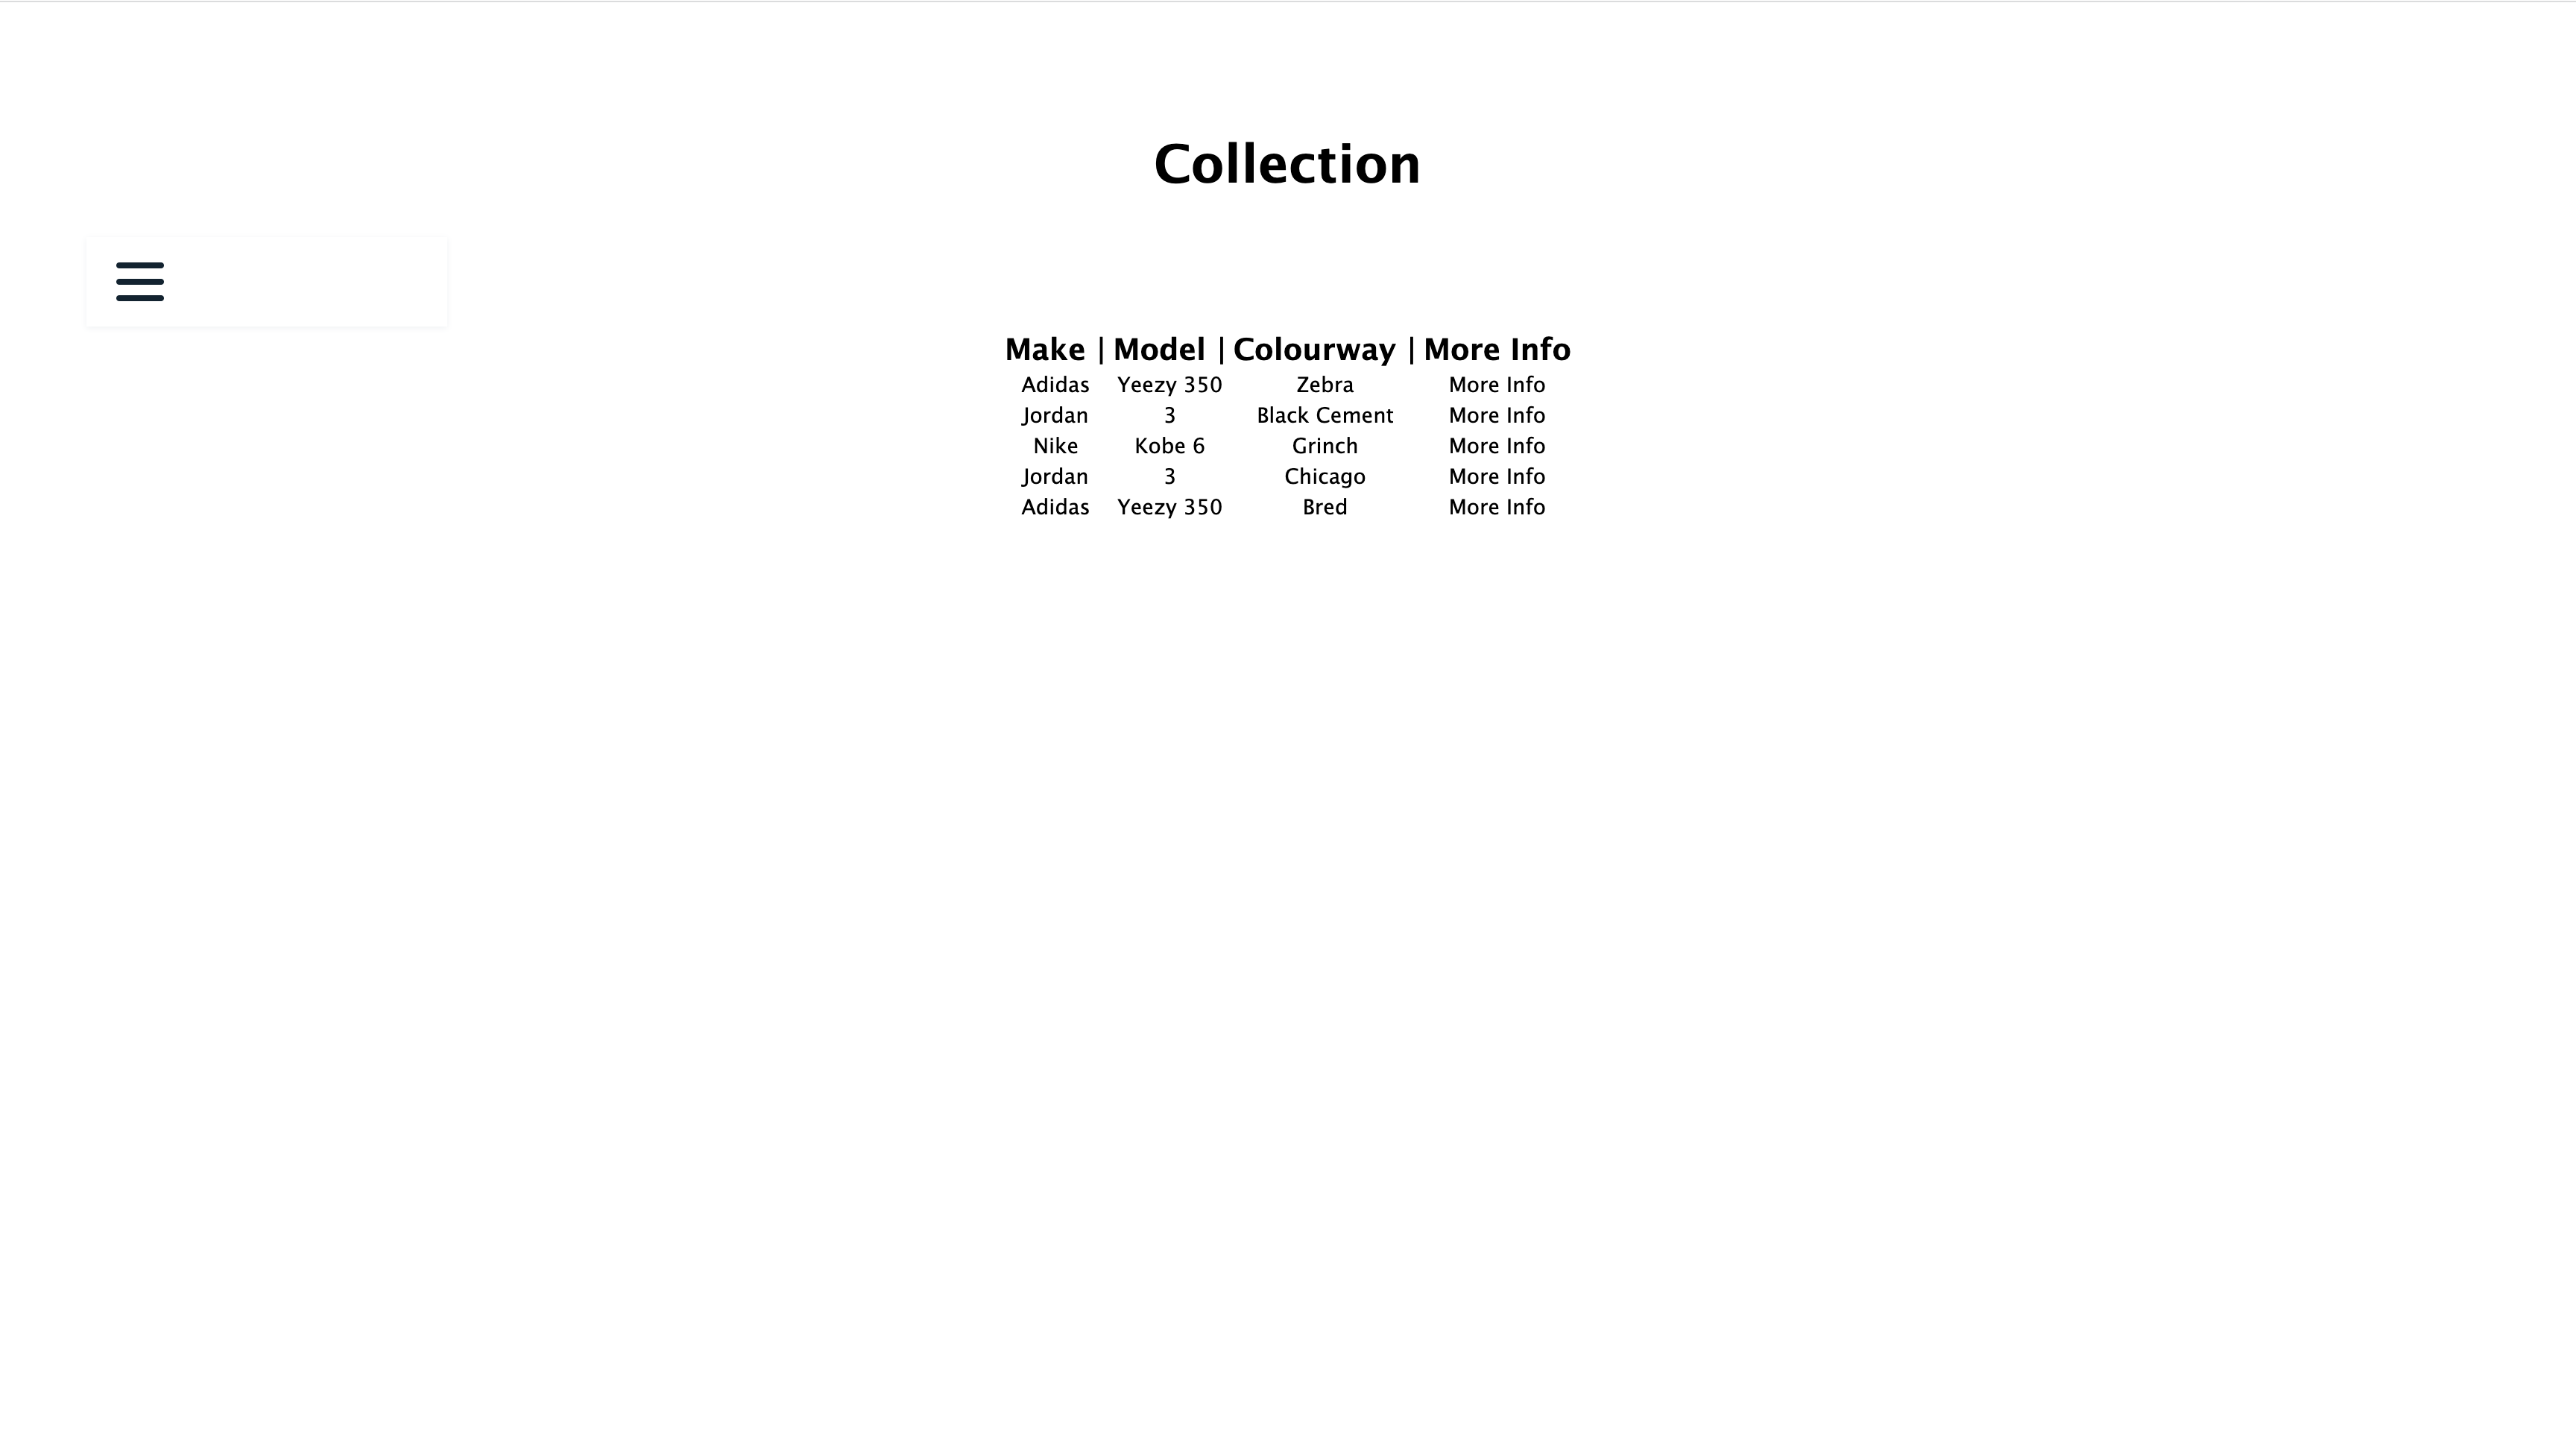 Collection
Make | Model | Colourway | More Info
Adidas Yeezy 350 Zebra More Info
Jordan 3 Black Cement More Info
Nike Kobe 6 Grinch More Info
Jordan 3 Chicago More Info
Adidas Yeezy 350 Bred More Info